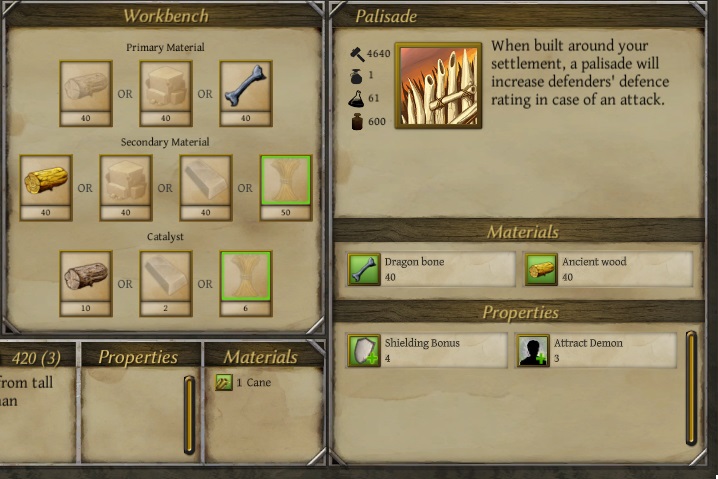 Workbench
Primary Material
OR OR
40 40 40
Secondary Material
OR OR OR
40 40 40 50
Catalyst
OR OR
10 2 6
420 (3)
from tall
Properties
Materials
1 Cane
Palisade
4640
1
61
600
When built around your
settlement, a palisade will
increase defenders' defence
rating in case of an attack.
Materials
Dragon bone
40
Ancient wood
40
Properties
Shielding Bonus
4
Attract Demon
3